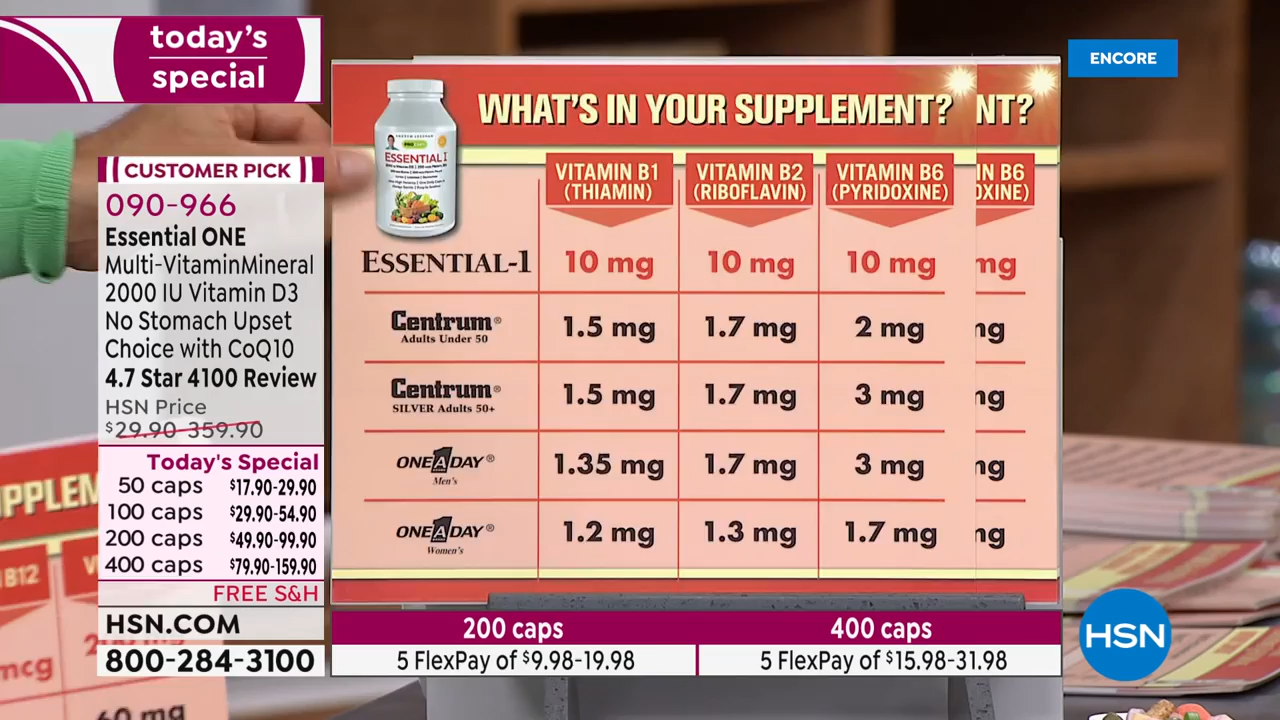 today's
special
CUSTOMER PICK
090-966
Essential ONE
Multi-VitaminMineral
2000 IU Vitamin D3
No Stomach Upset
Choice with CoQ10
4.7 Star 4100 Review
HSN Price
$29.90-359.90
Today's Special
50 caps $17.90-29.90
100 caps $29.90-54.90
200 caps $49.90-99.90
400 caps $79.90-159.90
FREE S&H
HSN.COM
800-284-3100
ENCORE
WHAT'S IN YOUR SUPPLEMENT? NT?
ESSENTIAL 1
VITAMIN B1 (THIAMIN)
VITAMIN B2 (RIBOFLAVIN)
VITAMIN B6 (PYRIDOXINE)
B6 OXINE)
ESSENTIAL-1 10 mg 10 mg 10 mg mg
Centrum® Adults Under 50 1.5 mg 1.7 mg 2 mg ng
Centrum® SILVER Adults 50+ 1.5 mg 1.7 mg 3 mg ng
ONE A DAY® Men's 1.35 mg 1.7 mg 3 mg ng
ONE A DAY® Women's 1.2 mg 1.3 mg 1.7 mg ng
200 caps 400 caps
5 FlexPay of $9.98-19.98 5 FlexPay of $15.98-31.98
HSN
UPPLEM
B12 V
mcg
60 mg